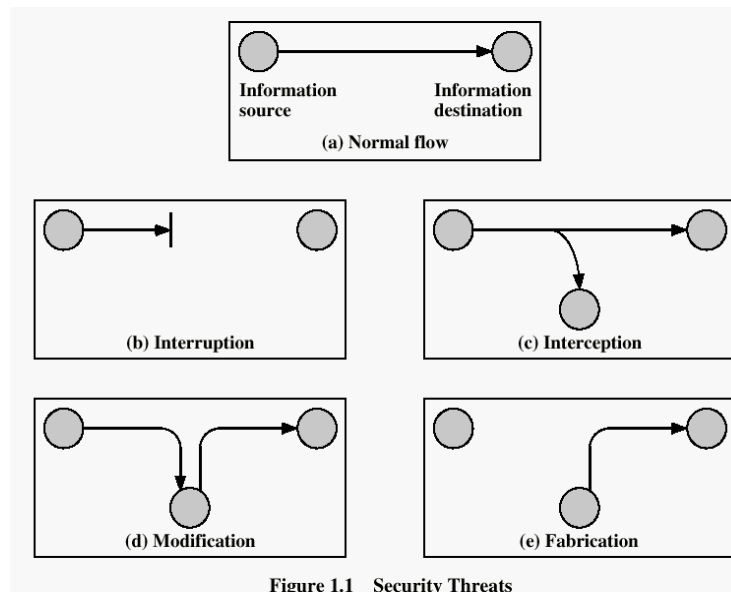 Information source
Information destination
(a) Normal flow
(b) Interruption
(c) Interception
(d) Modification
(e) Fabrication
Figure 1.1 Security Threats